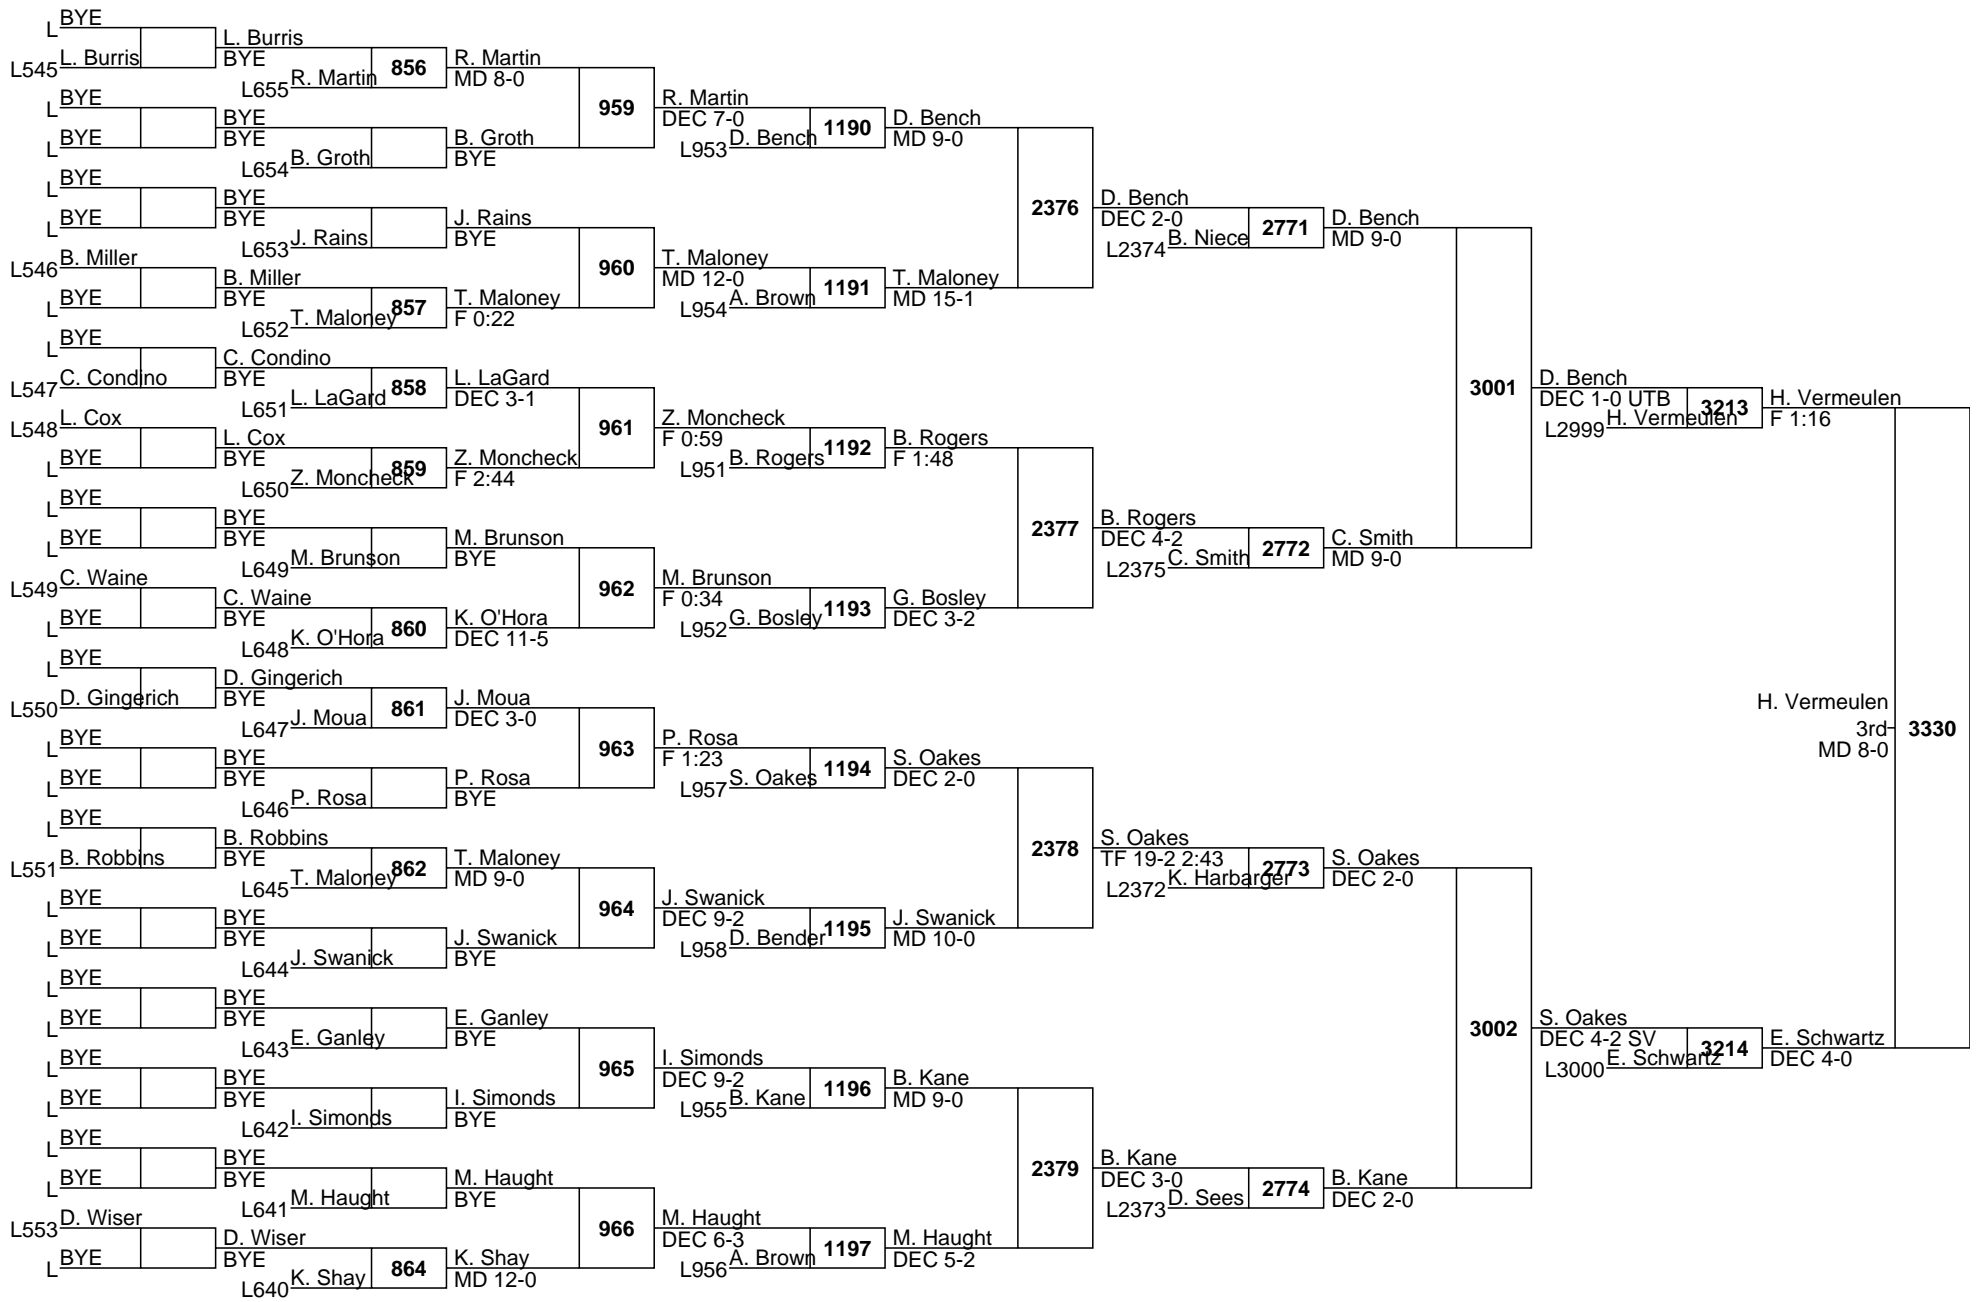 BYE
L
L. Burris
L545
BYE
L
BYE
L
BYE
L
BYE
L
B. Miller
L546
BYE
L
BYE
L
C. Condino
L547
L. Cox
L548
BYE
L
BYE
L
BYE
L
C. Waine
L549
BYE
L
BYE
L
D. Gingerich
L550
BYE
L
BYE
L
BYE
L
B. Robbins
L551
BYE
L
BYE
L
BYE
L
BYE
L
BYE
L
BYE
L
BYE
L
BYE
L
D. Wiser
L553
BYE
L
L. Burris
BYE
L655 R. Martin
856
BYE
BYE
L654 B. Groth
BYE
BYE
L653 J. Rains
B. Miller
BYE
L652 T. Maloney
857
C. Condino
BYE
L651 L. LaGard
858
L. Cox
BYE
L650 Z. Moncheck
859
BYE
BYE
L649 M. Brunson
C. Waine
BYE
L648 K. O'Hora
860
D. Gingerich
BYE
L647 J. Moua
861
BYE
BYE
L646 P. Rosa
B. Robbins
BYE
L645 T. Maloney
862
BYE
BYE
L644 J. Swanick
BYE
BYE
L643 E. Ganley
BYE
BYE
L642 I. Simonds
BYE
BYE
L641 M. Haught
D. Wiser
BYE
L640 K. Shay
864
R. Martin
MD 8-0
959
B. Groth
BYE
J. Rains
BYE
960
T. Maloney
F 0:22
L. LaGard
DEC 3-1
961
Z. Moncheck
F 2:44
M. Brunson
BYE
962
K. O'Hora
DEC 11-5
J. Moua
DEC 3-0
963
P. Rosa
BYE
T. Maloney
MD 9-0
964
J. Swanick
BYE
E. Ganley
BYE
965
I. Simonds
BYE
M. Haught
BYE
966
K. Shay
MD 12-0
R. Martin
DEC 7-0
L953 D. Bench
1190
T. Maloney
MD 12-0
L954 A. Brown
1191
Z. Moncheck
F 0:59
L951 B. Rogers
1192
M. Brunson
F 0:34
L952 G. Bosley
1193
P. Rosa
F 1:23
L957 S. Oakes
1194
J. Swanick
DEC 9-2
L958 D. Bender
1195
I. Simonds
DEC 9-2
L955 B. Kane
1196
M. Haught
DEC 6-3
L956 A. Brown
1197
D. Bench
MD 9-0
2376
T. Maloney
MD 15-1
B. Rogers
F 1:48
2377
G. Bosley
DEC 3-2
S. Oakes
DEC 2-0
2378
J. Swanick
MD 10-0
B. Kane
MD 9-0
2379
M. Haught
DEC 5-2
D. Bench
DEC 2-0
L2374 B. Niece
2771
B. Rogers
DEC 4-2
L2375 C. Smith
2772
S. Oakes
TF 19-2 2:43
L2372 K. Harbarger
2773
B. Kane
DEC 3-0
L2373 D. Sees
2774
D. Bench
MD 9-0
3001
C. Smith
MD 9-0
S. Oakes
DEC 2-0
3002
B. Kane
DEC 2-0
D. Bench
DEC 1-0 UTB
L2999 H. Vermeulen
3213
S. Oakes
DEC 4-2 SV
L3000 E. Schwartz
3214
H. Vermeulen
F 1:16
E. Schwartz
DEC 4-0
H. Vermeulen
3rd
MD 8-0
3330